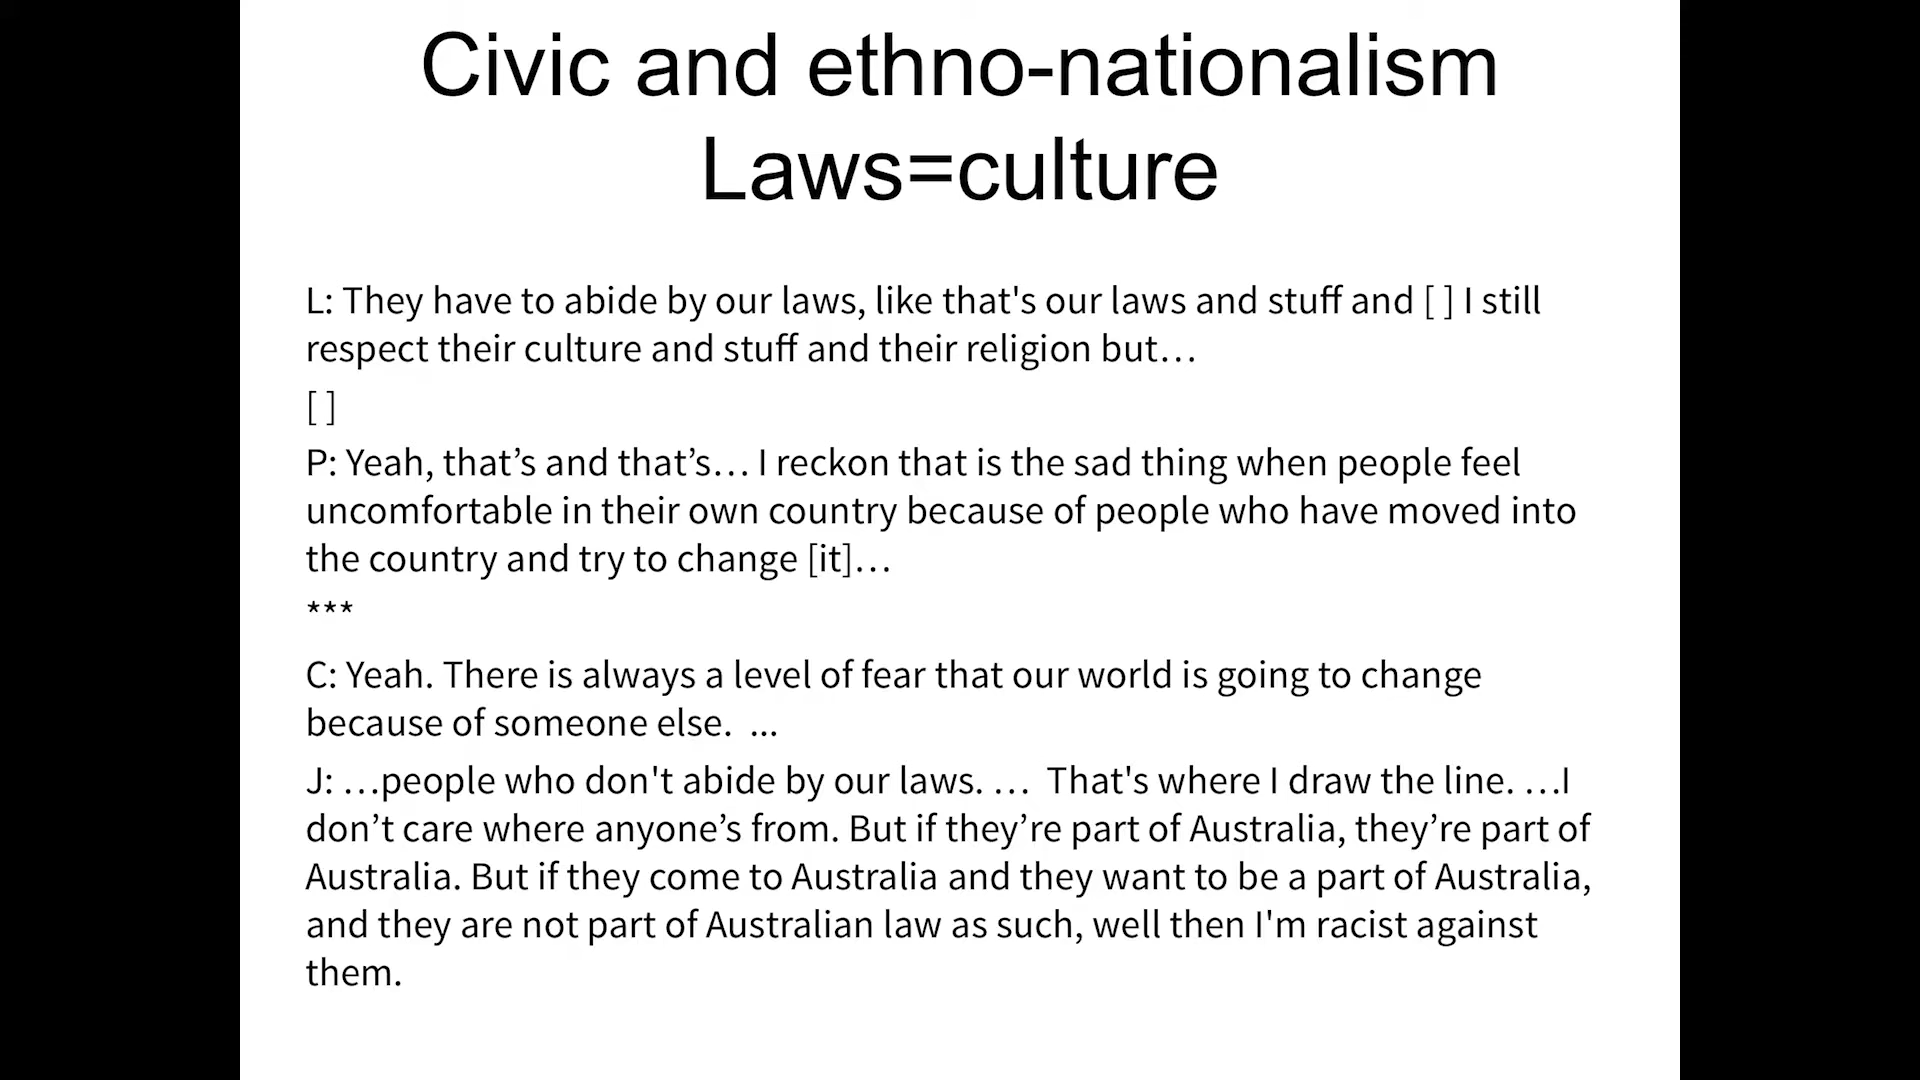 Civic and ethno-nationalism
Laws=culture
L: They have to abide by our laws, like that's our laws and stuff and [ ] I still
respect their culture and stuff and their religion but…
[ ]
P: Yeah, that’s and that’s… I reckon that is the sad thing when people feel
uncomfortable in their own country because of people who have moved into
the country and try to change [it]…
***
C: Yeah. There is always a level of fear that our world is going to change
because of someone else.  ...
J: …people who don't abide by our laws. …  That's where I draw the line. …I
don’t care where anyone’s from. But if they’re part of Australia, they’re part of
Australia. But if they come to Australia and they want to be a part of Australia,
and they are not part of Australian law as such, well then I'm racist against
them.